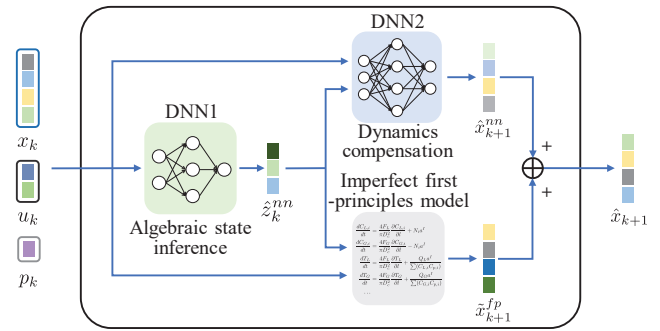 x_k
u_k
p_k
DNN1
Algebraic state
inference
ẑ_k^{nn}
DNN2
Dynamics
compensation
x̂_{k+1}^{nn}
Imperfect first
-principles model
x̃_{k+1}^{fp}
+
+
x̂_{k+1}